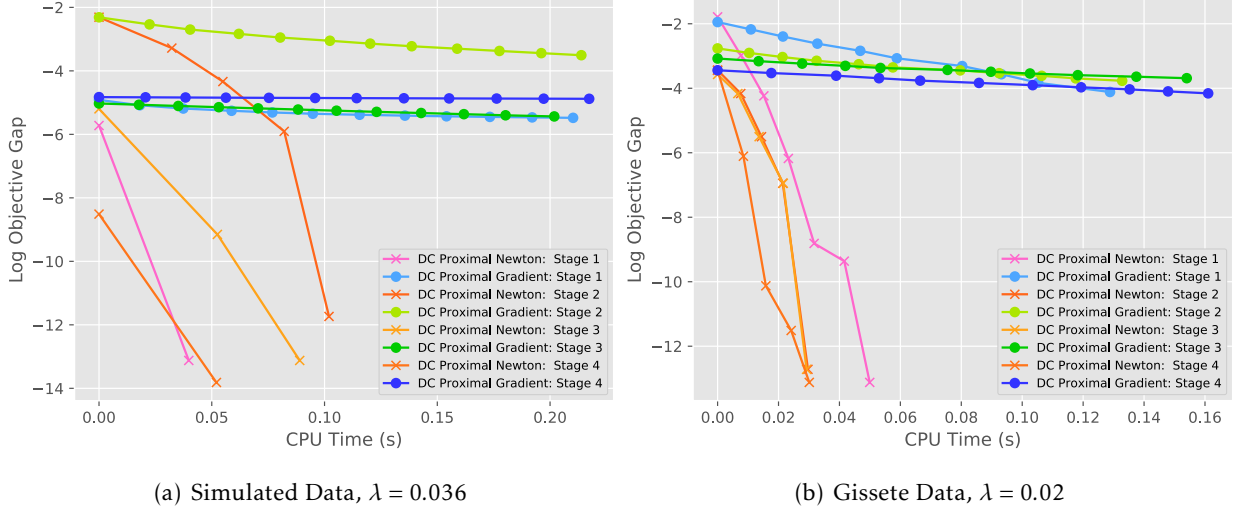 −2
−4
−6
−8
−10
−12
−14
Log Objective Gap
0.00 0.05 0.10 0.15 0.20
CPU Time (s)
DC Proximal Newton: Stage 1
DC Proximal Gradient: Stage 1
DC Proximal Newton: Stage 2
DC Proximal Gradient: Stage 2
DC Proximal Newton: Stage 3
DC Proximal Gradient: Stage 3
DC Proximal Newton: Stage 4
DC Proximal Gradient: Stage 4
(a) Simulated Data, λ = 0.036
−2
−4
−6
−8
−10
−12
Log Objective Gap
0.00 0.02 0.04 0.06 0.08 0.10 0.12 0.14 0.16
CPU Time (s)
DC Proximal Newton: Stage 1
DC Proximal Gradient: Stage 1
DC Proximal Newton: Stage 2
DC Proximal Gradient: Stage 2
DC Proximal Newton: Stage 3
DC Proximal Gradient: Stage 3
DC Proximal Newton: Stage 4
DC Proximal Gradient: Stage 4
(b) Gissete Data, λ = 0.02